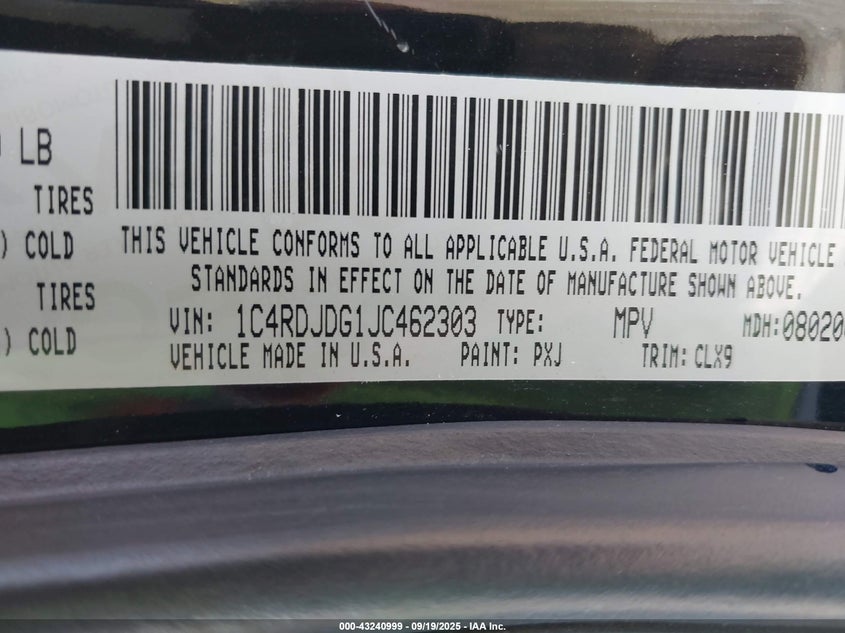 LB
TIRES
) COLD
TIRES
) COLD
THIS VEHICLE CONFORMS TO ALL APPLICABLE U.S.A. FEDERAL MOTOR VEHICLE
STANDARDS IN EFFECT ON THE DATE OF MANUFACTURE SHOWN ABOVE.
VIN: 1C4RDJDG1JC462303 TYPE: MPV MDH:08020
VEHICLE MADE IN U.S.A. PAINT: PXJ TRIM: CLX9
000-43240999 - 09/19/2025 - IAA Inc.